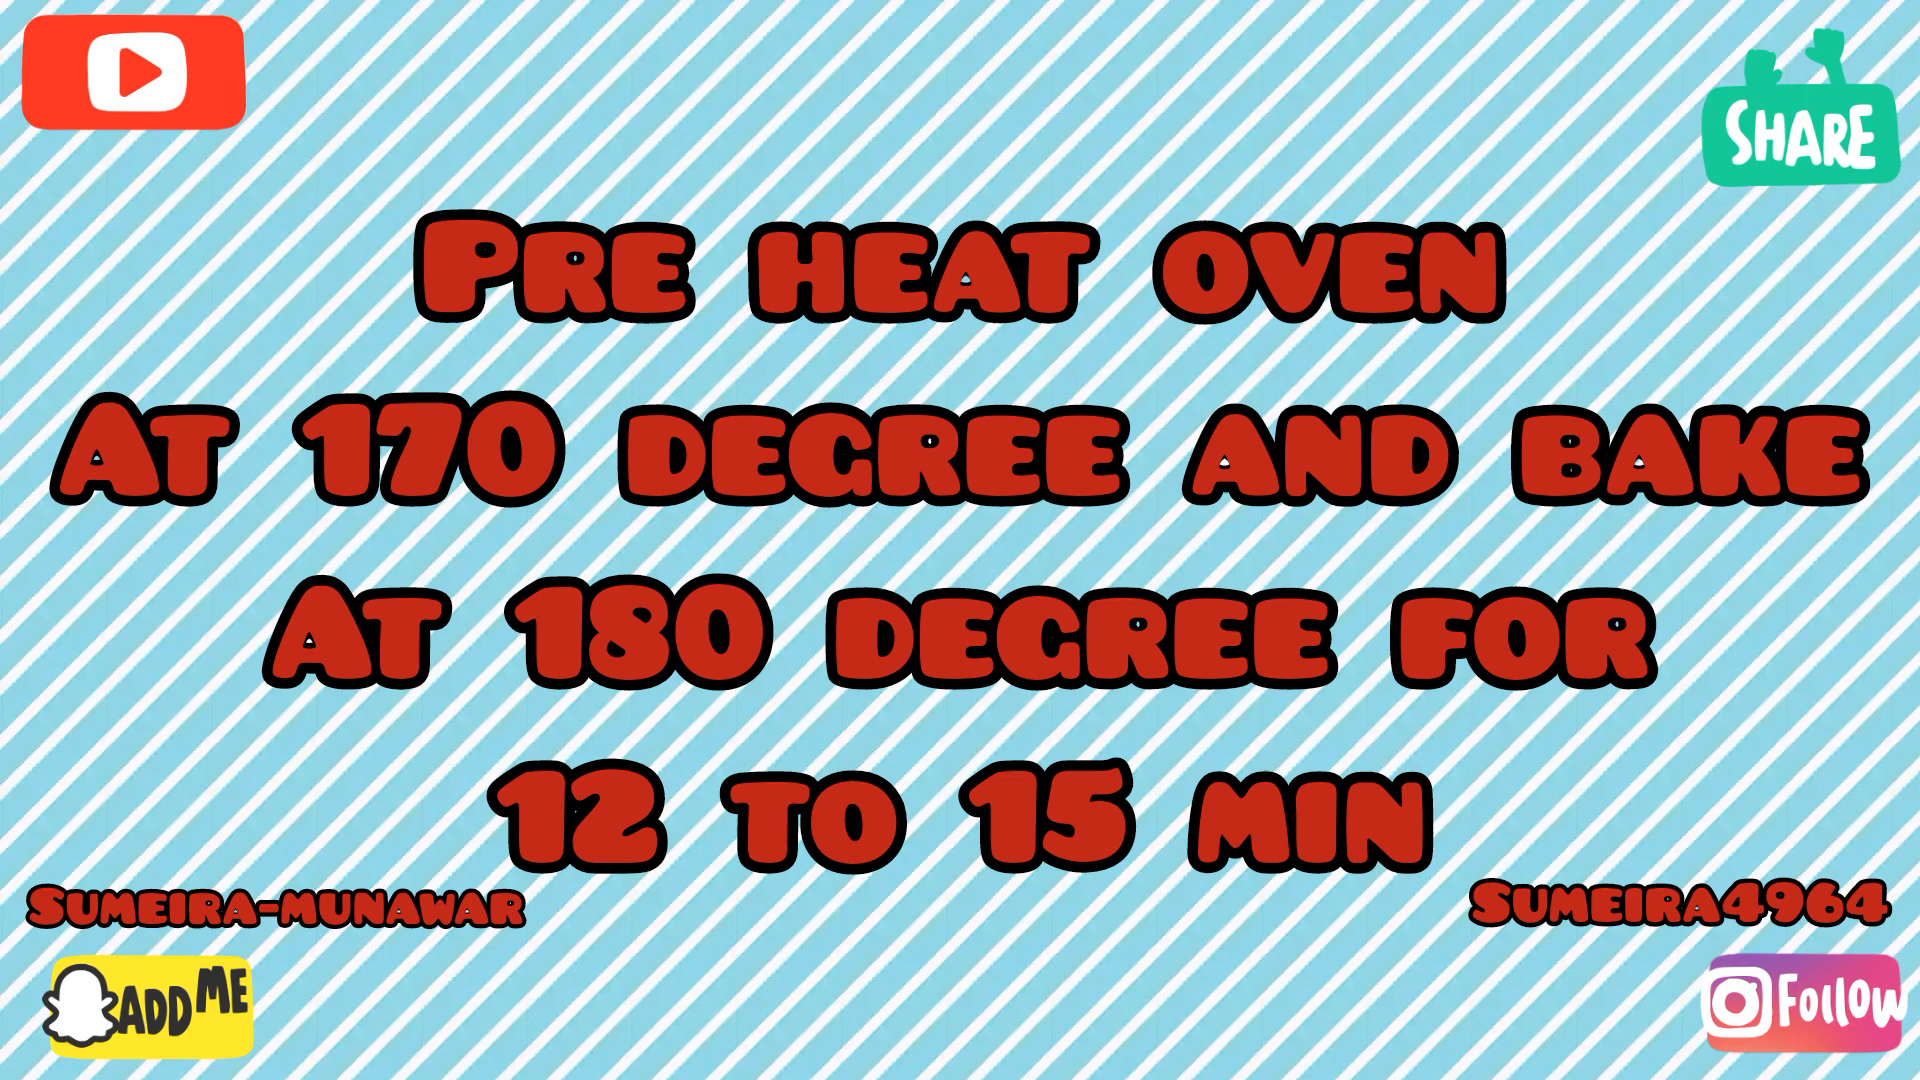 SHARE
Pre heat oven
At 170 degree and bake
At 180 degree for
12 to 15 min
Sumeira-munawar
Sumeira4964
ADD ME
Follow